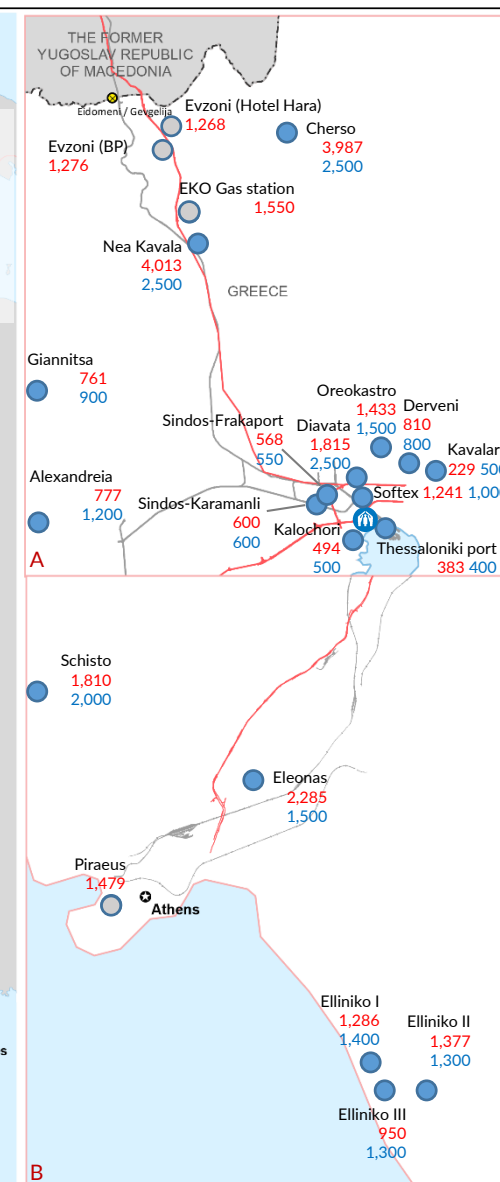 THE FORMER
YUGOSLAV REPUBLIC
OF MACEDONIA
Eidomeni / Gevgelija
Evzoni (Hotel Hara)
1,268
Evzoni (BP)
1,276
Cherso
3,987
2,500
EKO Gas station
1,550
Nea Kavala
4,013
2,500
GREECE
Giannitsa
761
900
Oreokastro
1,433
1,500
Derveni
810
800
Sindos-Frakaport
568
550
Diavata
1,815
2,500
Kavalar
229 500
Alexandreia
777
1,200
Softex 1,241 1,000
Sindos-Karamanli
600
600
Kalochori
494
500
Thessaloniki port
383 400
A
Schisto
1,810
2,000
Eleonas
2,285
1,500
Piraeus
1,479
Athens
Elliniko I
1,286
1,400
Elliniko II
1,377
1,300
Elliniko III
950
1,300
s
B